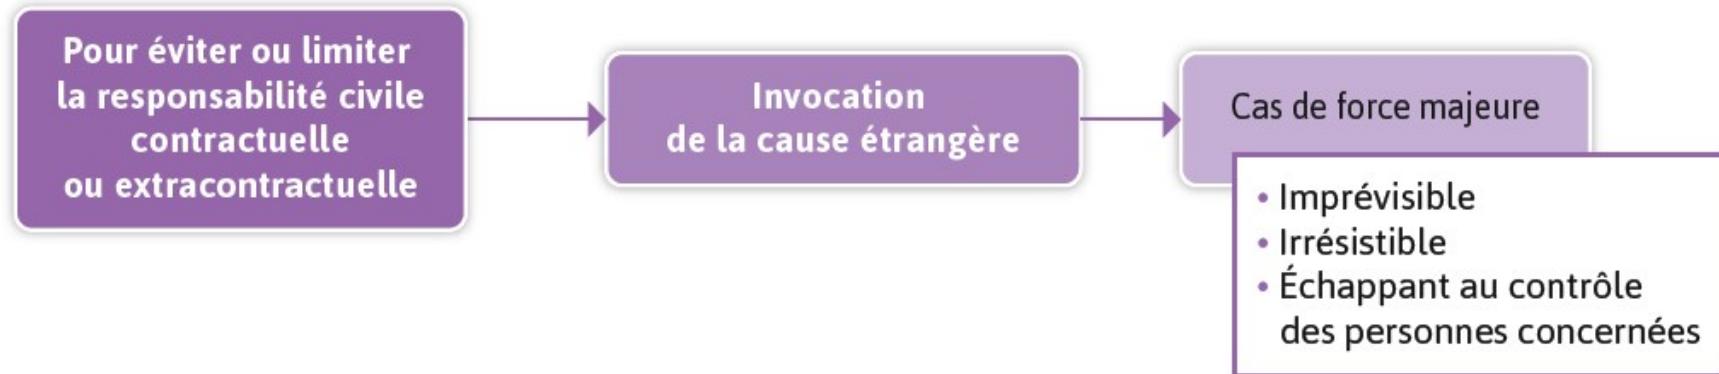 Pour éviter ou limiter
la responsabilité civile
contractuelle
ou extracontractuelle
Invocation
de la cause étrangère
Cas de force majeure
• Imprévisible
• Irrésistible
• Échappant au contrôle
des personnes concernées